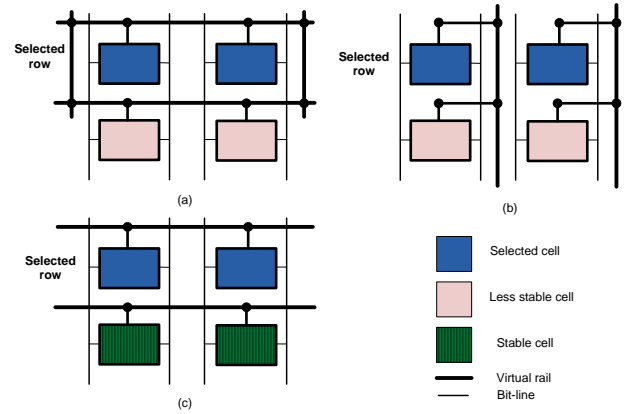 Selected
row
(a)
Selected
row
(b)
Selected
row
(c)
Selected cell
Less stable cell
Stable cell
Virtual rail
Bit-line